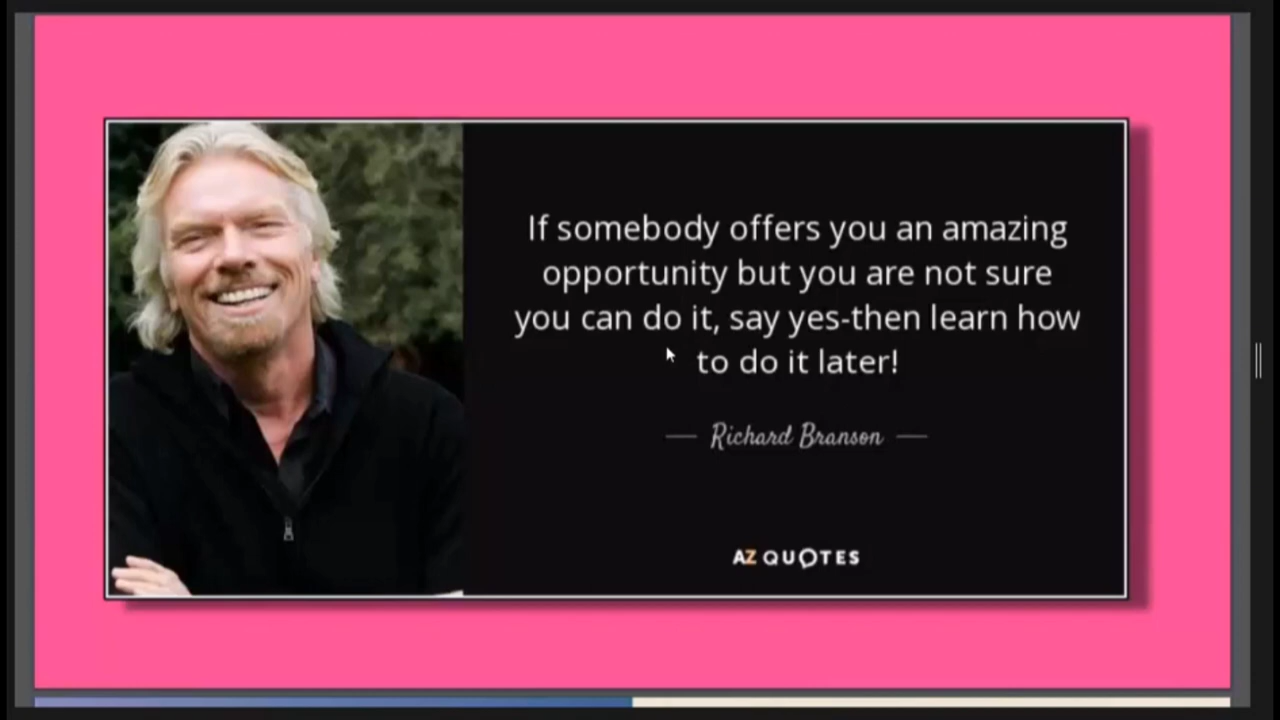 If somebody offers you an amazing
opportunity but you are not sure
you can do it, say yes-then learn how
to do it later!
Richard Branson
AZ QUOTES